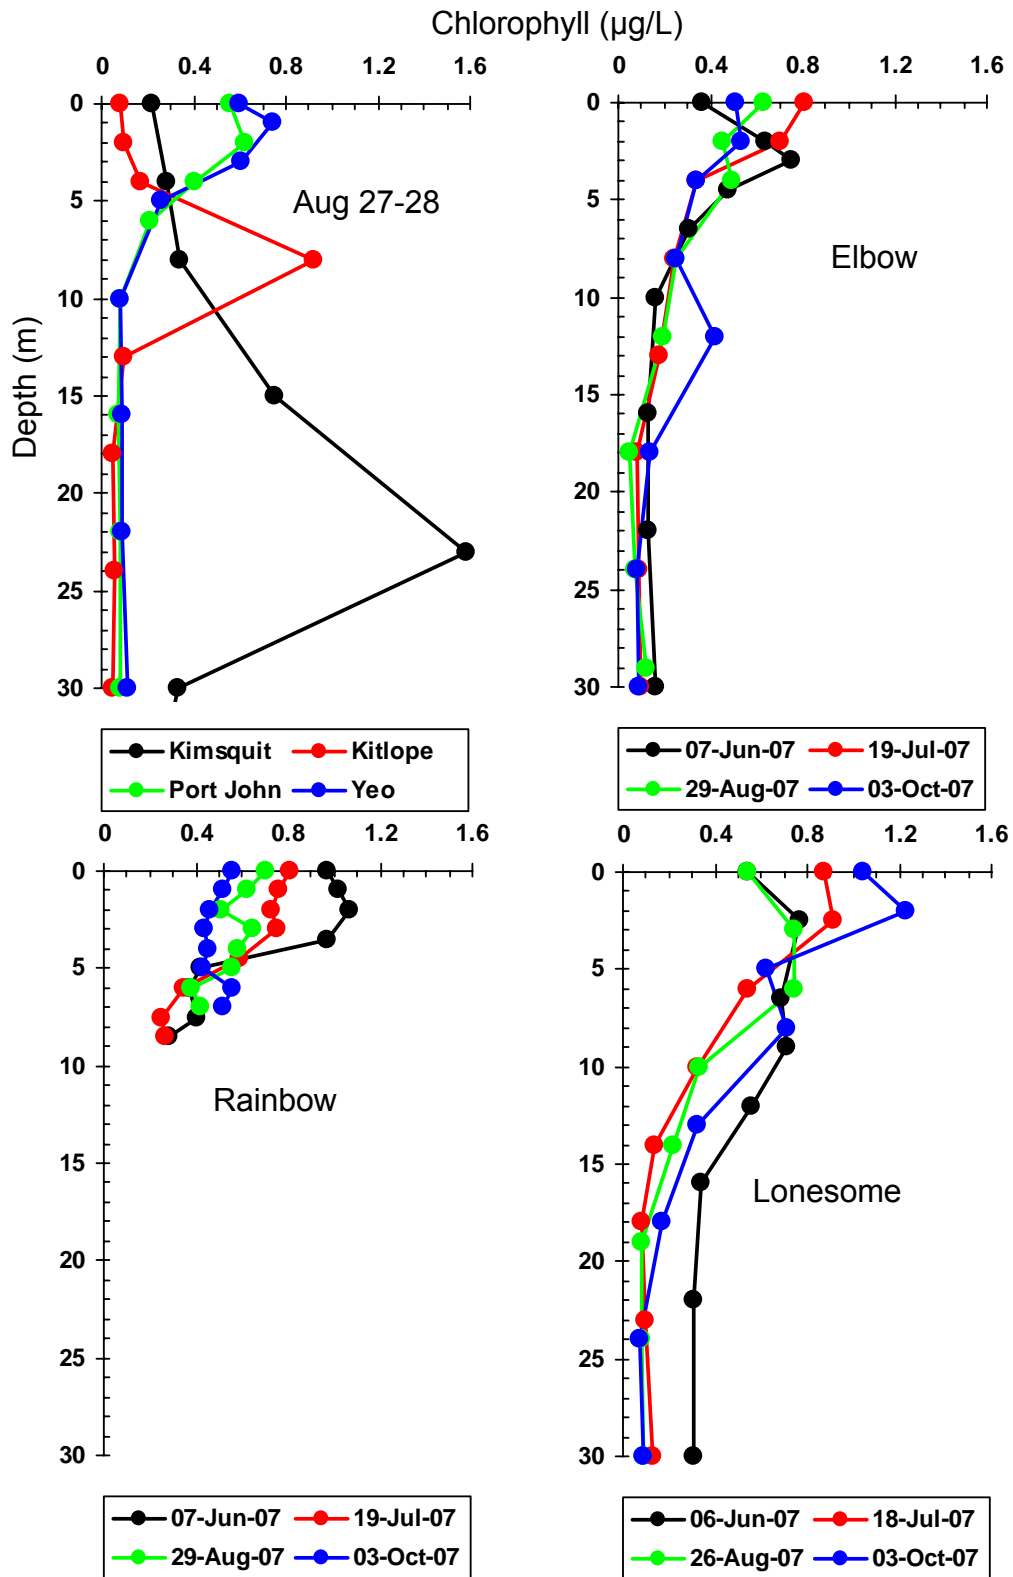 Chlorophyll (µg/L)
0 0.4 0.8 1.2 1.6
0 0.4 0.8 1.2 1.6
Depth (m)
0
5
10
15
20
25
30
Aug 27-28
0
5
10
15
20
25
30
Elbow
Kimsquit Kitlope
Port John Yeo
07-Jun-07 19-Jul-07
29-Aug-07 03-Oct-07
0 0.4 0.8 1.2 1.6
0 0.4 0.8 1.2 1.6
0
5
10
15
20
25
30
Rainbow
0
5
10
15
20
25
30
Lonesome
07-Jun-07 19-Jul-07
29-Aug-07 03-Oct-07
06-Jun-07 18-Jul-07
26-Aug-07 03-Oct-07